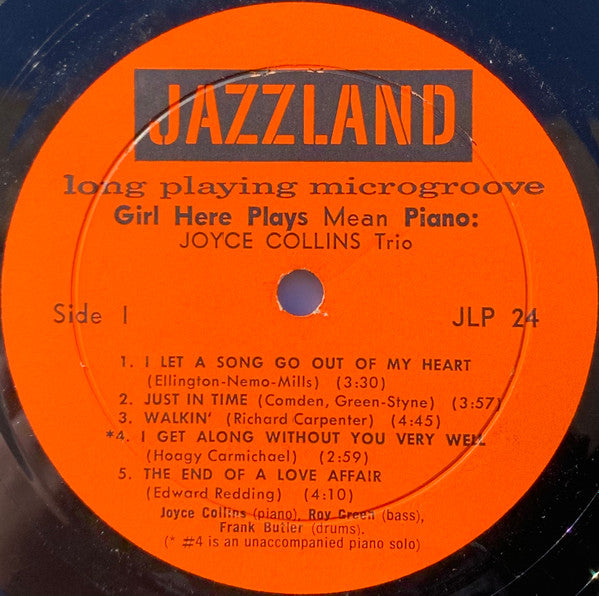 JAZZLAND
long playing microgroove
Girl Here Plays Mean Piano:
JOYCE COLLINS Trio
Side 1 JLP 24
1. I LET A SONG GO OUT OF MY HEART
(Ellington-Nemo-Mills) (3:30)
2. JUST IN TIME (Comden, Green-Styne) (3:57)
3. WALKIN' (Richard Carpenter) (4:45)
*4. I GET ALONG WITHOUT YOU VERY WELL
(Hoagy Carmichael) (2:59)
5. THE END OF A LOVE AFFAIR
(Edward Redding) (4:10)
Joyce Collins (piano), Roy Green (bass),
Frank Butler (drums).
(* #4 is an unaccompanied piano solo)